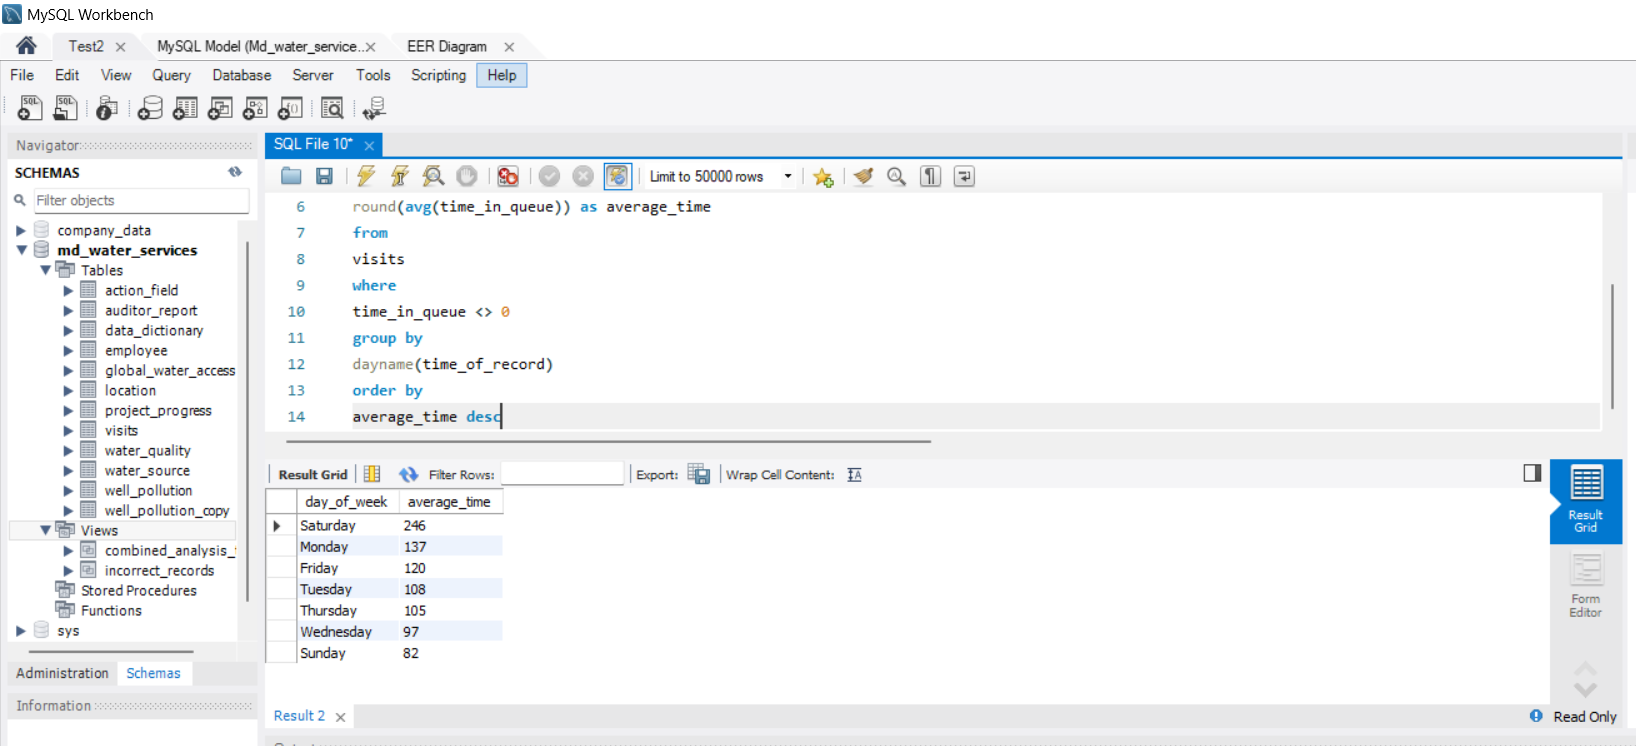 MySQL Workbench
Test2
MySQL Model (Md_water_service..
EER Diagram
File Edit View Query Database Server Tools Scripting Help
Navigator
SCHEMAS
Filter objects
company_data
md_water_services
Tables
action_field
auditor_report
data_dictionary
employee
global_water_access
location
project_progress
visits
water_quality
water_source
well_pollution
well_pollution_copy
Views
combined_analysis_
incorrect_records
Stored Procedures
Functions
sys
Administration Schemas
Information
SQL File 10*
Limit to 50000 rows
6 round(avg(time_in_queue)) as average_time
7 from
8 visits
9 where
10 time_in_queue <> 0
11 group by
12 dayname(time_of_record)
13 order by
14 average_time desc
Result Grid Filter Rows: Export: Wrap Cell Content:
day_of_week average_time
Saturday 246
Monday 137
Friday 120
Tuesday 108
Thursday 105
Wednesday 97
Sunday 82
Result
Grid
Form
Editor
Result 2
Read Only